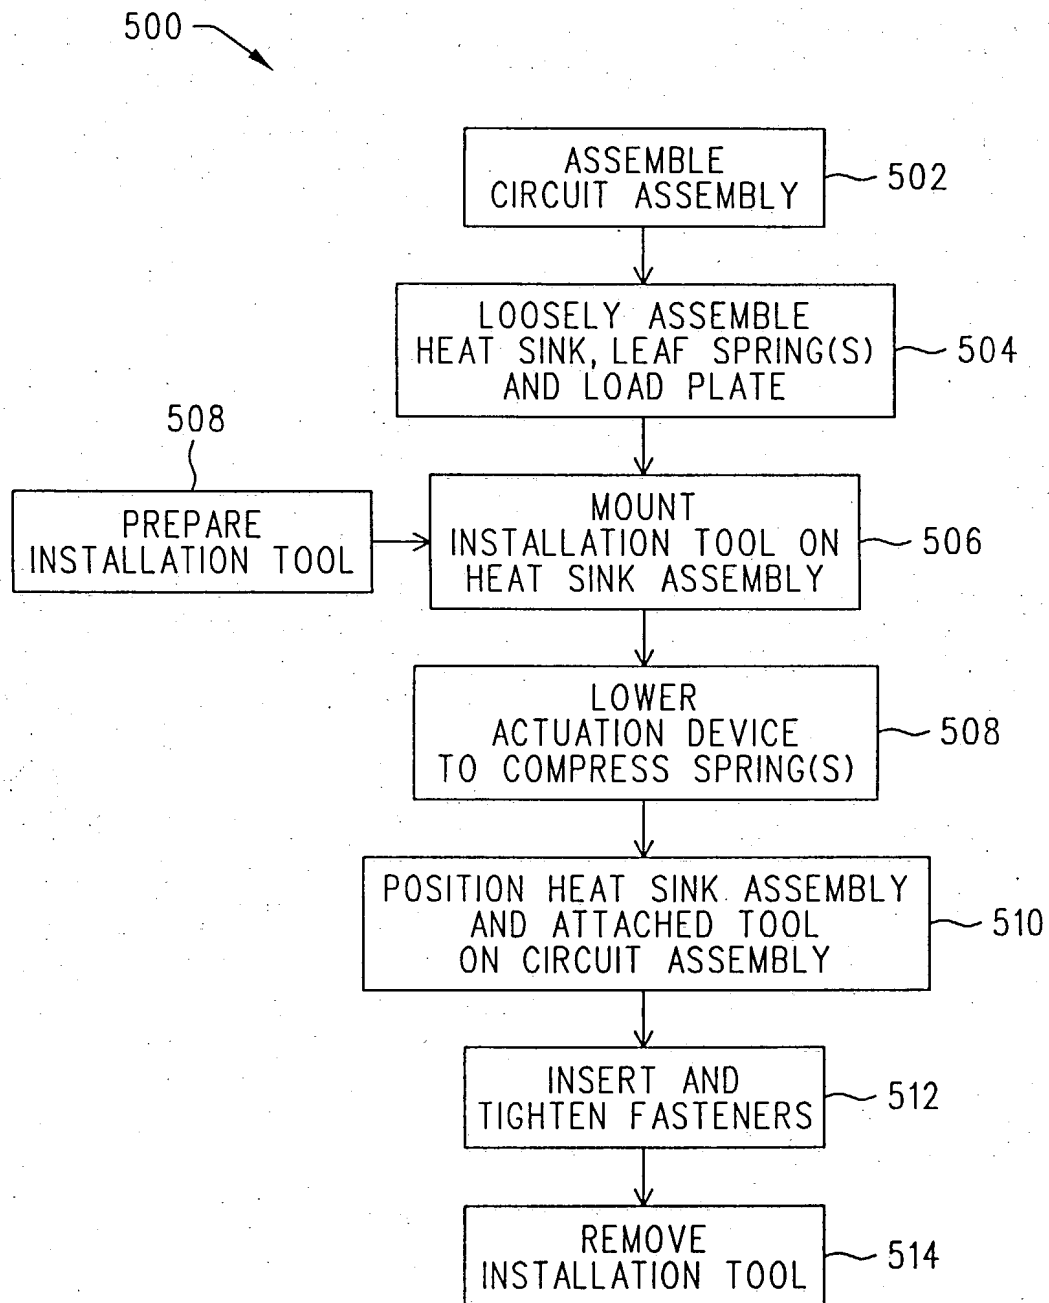 500
ASSEMBLE
CIRCUIT ASSEMBLY
502
LOOSELY ASSEMBLE
HEAT SINK, LEAF SPRING(S)
AND LOAD PLATE
504
508
PREPARE
INSTALLATION TOOL
MOUNT
INSTALLATION TOOL ON
HEAT SINK ASSEMBLY
506
LOWER
ACTUATION DEVICE
TO COMPRESS SPRING(S)
508
POSITION HEAT SINK ASSEMBLY
AND ATTACHED TOOL
ON CIRCUIT ASSEMBLY
510
INSERT AND
TIGHTEN FASTENERS
512
REMOVE
INSTALLATION TOOL
514